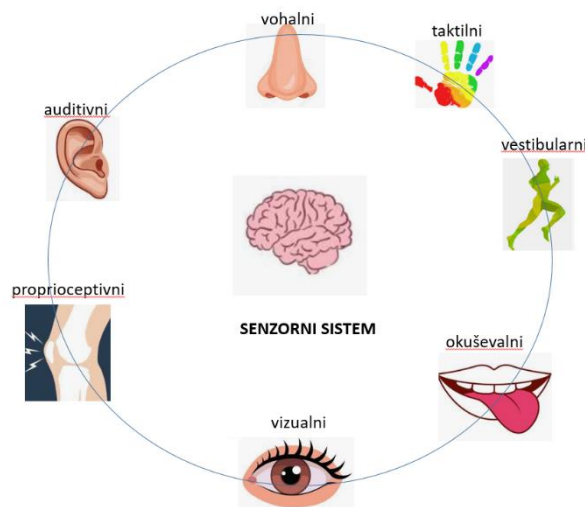 vohalni
taktilni
auditivni
vestibularni
proprioceptivni
SENZORNI SISTEM
okuševalni
vizualni